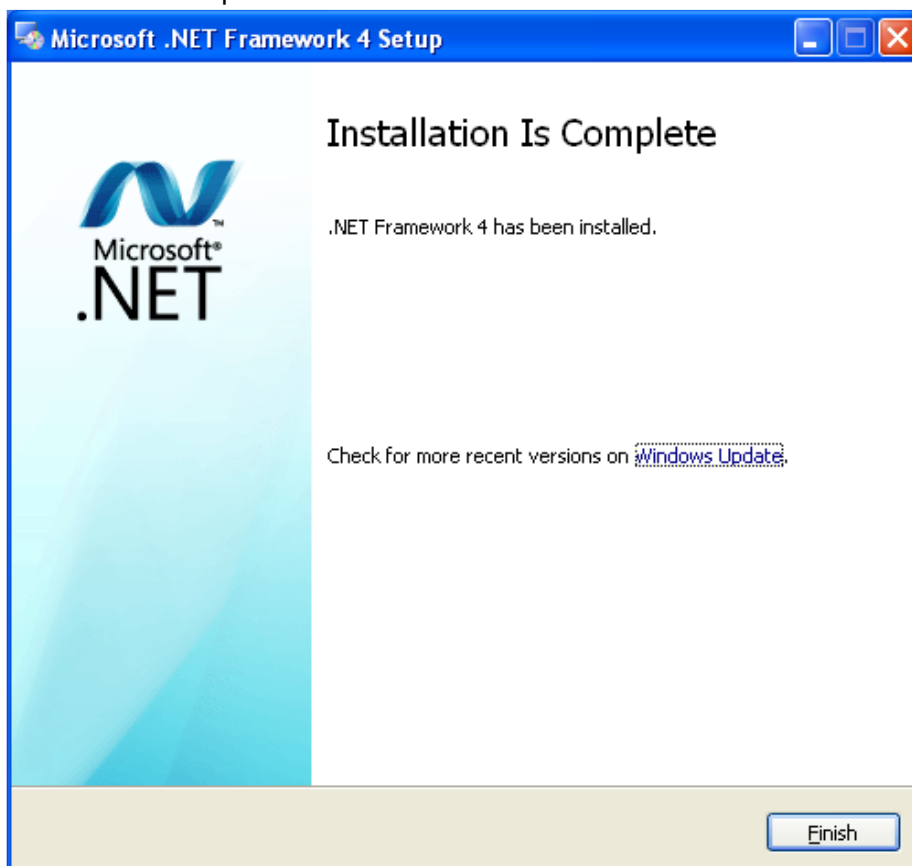 Microsoft .NET Framework 4 Setup
Installation Is Complete
Microsoft®
.NET
™
.NET Framework 4 has been installed.
Check for more recent versions on Windows Update.
Finish